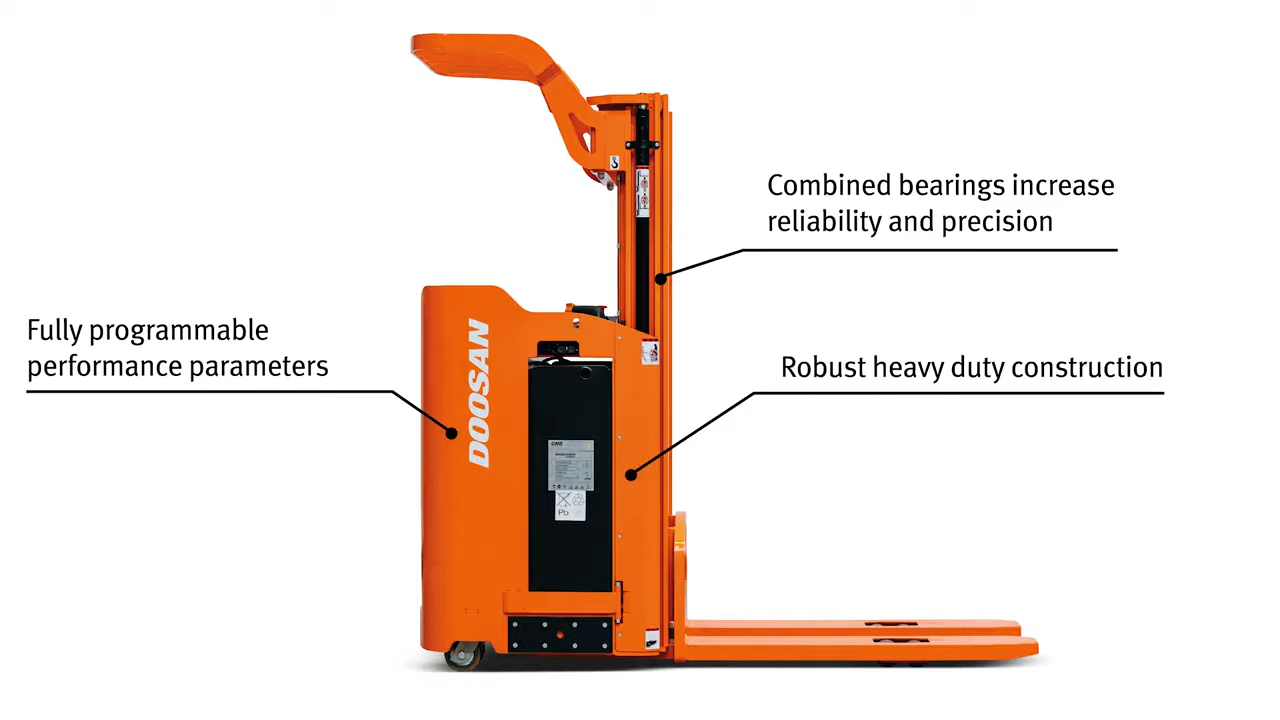 Combined bearings increase
reliability and precision
Fully programmable
performance parameters
DOOSAN
Robust heavy duty construction
Pb